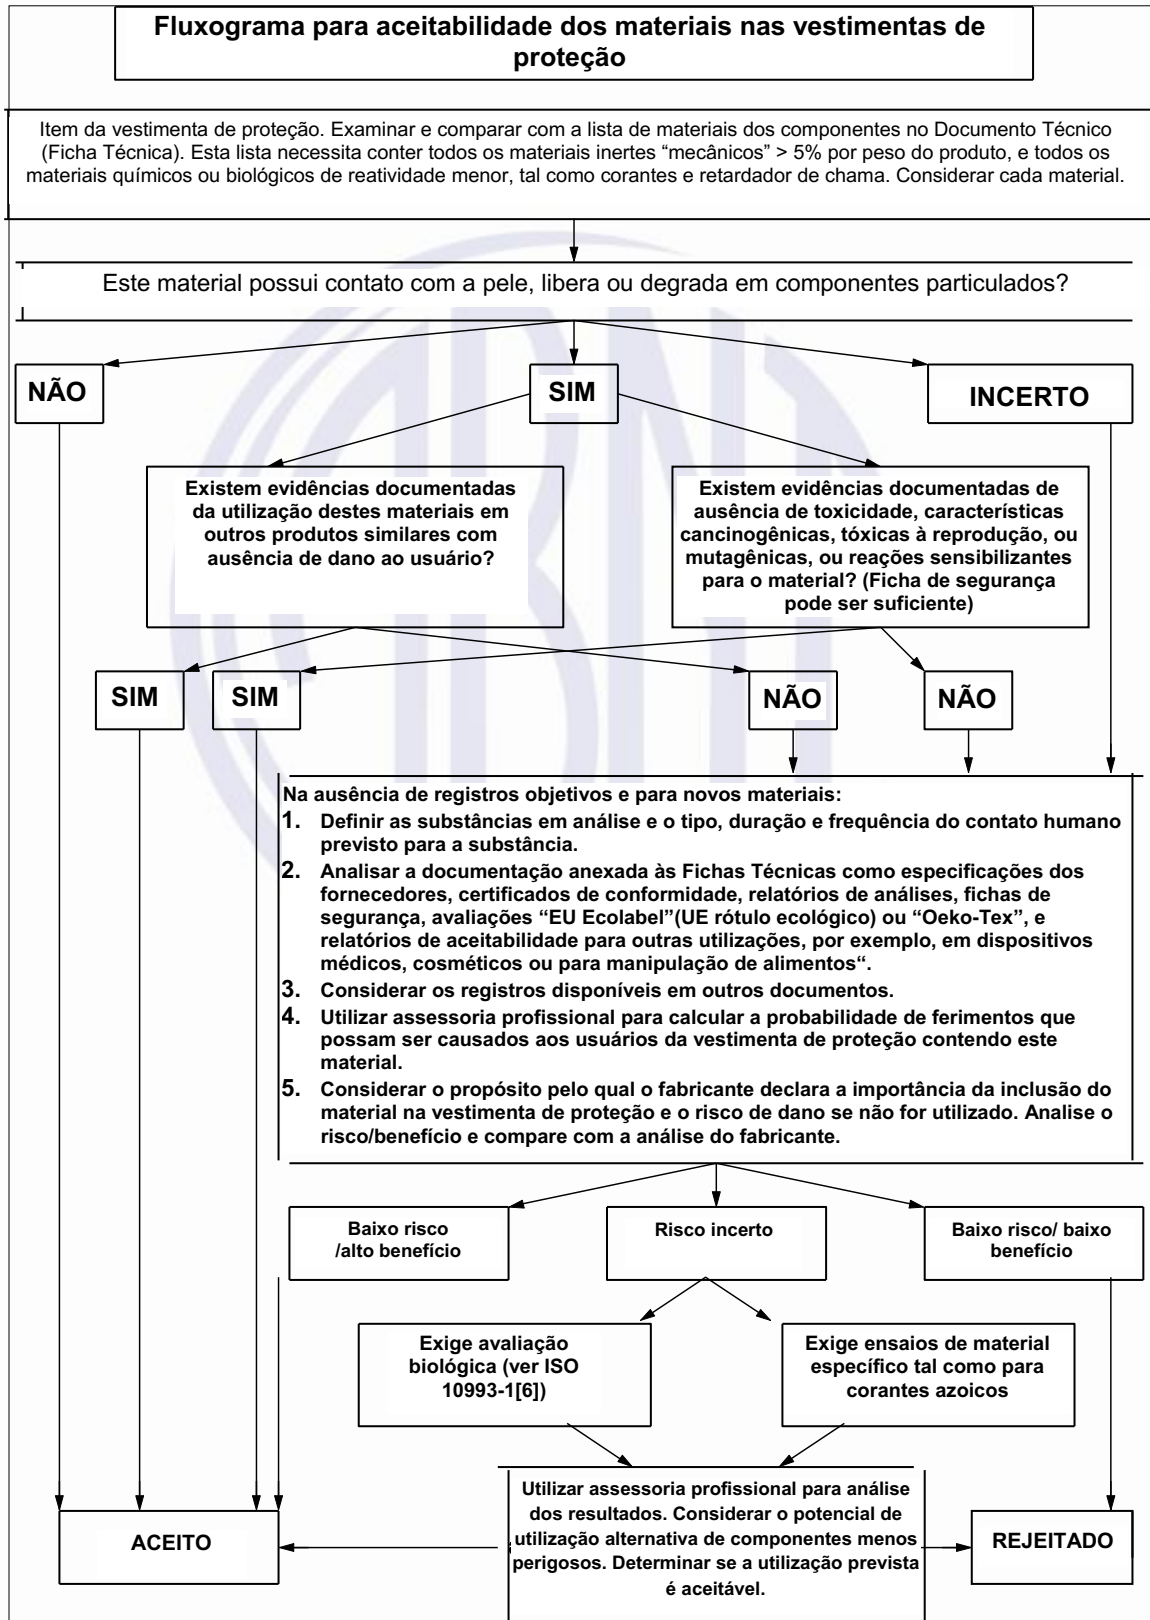 Fluxograma para aceitabilidade dos materiais nas vestimentas de
proteção
Item da vestimenta de proteção. Examinar e comparar com a lista de materiais dos componentes no Documento Técnico
(Ficha Técnica). Esta lista necessita conter todos os materiais inertes “mecânicos” > 5% por peso do produto, e todos os
materiais químicos ou biológicos de reatividade menor, tal como corantes e retardador de chama. Considerar cada material.
Este material possui contato com a pele, libera ou degrada em componentes particulados?
NÃO
SIM
INCERTO
Existem evidências documentadas
da utilização destes materiais em
outros produtos similares com
ausência de dano ao usuário?
Existem evidências documentadas de
ausência de toxicidade, características
cancinogênicas, tóxicas à reprodução, ou
mutagênicas, ou reações sensibilizantes
para o material? (Ficha de segurança
pode ser suficiente)
SIM
SIM
NÃO
NÃO
Na ausência de registros objetivos e para novos materiais:
1. Definir as substâncias em análise e o tipo, duração e frequência do contato humano
previsto para a substância.
2. Analisar a documentação anexada às Fichas Técnicas como especificações dos
fornecedores, certificados de conformidade, relatórios de análises, fichas de
segurança, avaliações “EU Ecolabel”(UE rótulo ecológico) ou “Oeko-Tex”, e
relatórios de aceitabilidade para outras utilizações, por exemplo, em dispositivos
médicos, cosméticos ou para manipulação de alimentos“.
3. Considerar os registros disponíveis em outros documentos.
4. Utilizar assessoria profissional para calcular a probabilidade de ferimentos que
possam ser causados aos usuários da vestimenta de proteção contendo este
material.
5. Considerar o propósito pelo qual o fabricante declara a importância da inclusão do
material na vestimenta de proteção e o risco de dano se não for utilizado. Analise o
risco/benefício e compare com a análise do fabricante.
Baixo risco
/alto benefício
Risco incerto
Baixo risco/ baixo
benefício
Exige avaliação
biológica (ver ISO
10993-1[6])
Exige ensaios de material
específico tal como para
corantes azoicos
Utilizar assessoria profissional para análise
dos resultados. Considerar o potencial de
utilização alternativa de componentes menos
perigosos. Determinar se a utilização prevista
é aceitável.
ACEITO
REJEITADO
ABNT